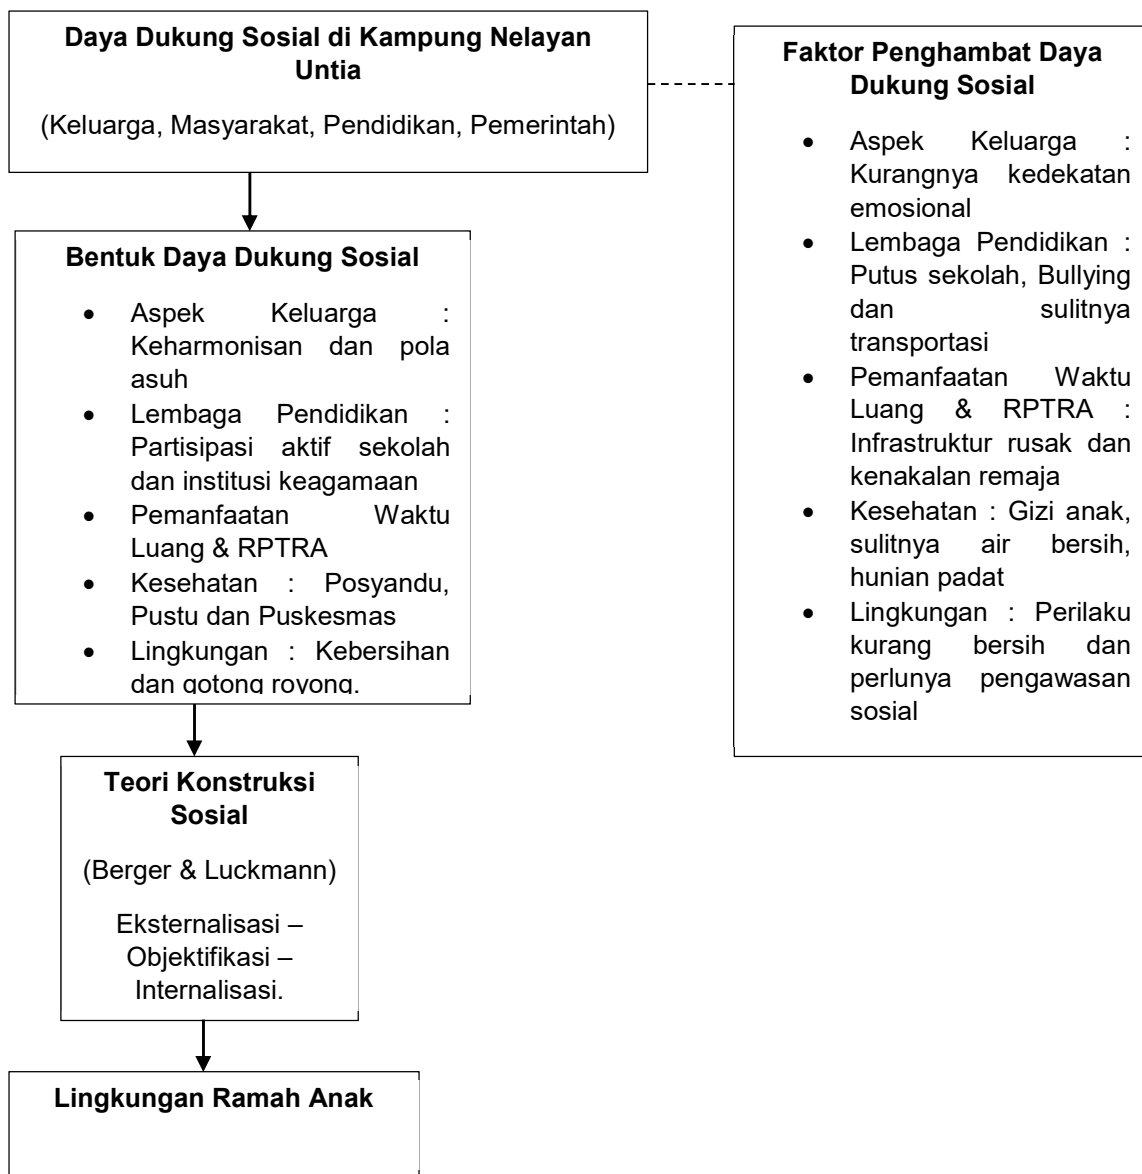 Daya Dukung Sosial di Kampung Nelayan
Untia
(Keluarga, Masyarakat, Pendidikan, Pemerintah)
Bentuk Daya Dukung Sosial
• Aspek Keluarga :
Keharmonisan dan pola
asuh
• Lembaga Pendidikan :
Partisipasi aktif sekolah
dan institusi keagamaan
• Pemanfaatan Waktu
Luang & RPTRA
• Kesehatan : Posyandu,
Pustu dan Puskesmas
• Lingkungan : Kebersihan
dan gotong royong.
Teori Konstruksi
Sosial
(Berger & Luckmann)
Eksternalisasi –
Objektifikasi –
Internalisasi.
Lingkungan Ramah Anak
Faktor Penghambat Daya
Dukung Sosial
• Aspek Keluarga :
Kurangnya kedekatan
emosional
• Lembaga Pendidikan :
Putus sekolah, Bullying
dan sulitnya
transportasi
• Pemanfaatan Waktu
Luang & RPTRA :
Infrastruktur rusak dan
kenakalan remaja
• Kesehatan : Gizi anak,
sulitnya air bersih,
hunian padat
• Lingkungan : Perilaku
kurang bersih dan
perlunya pengawasan
sosial